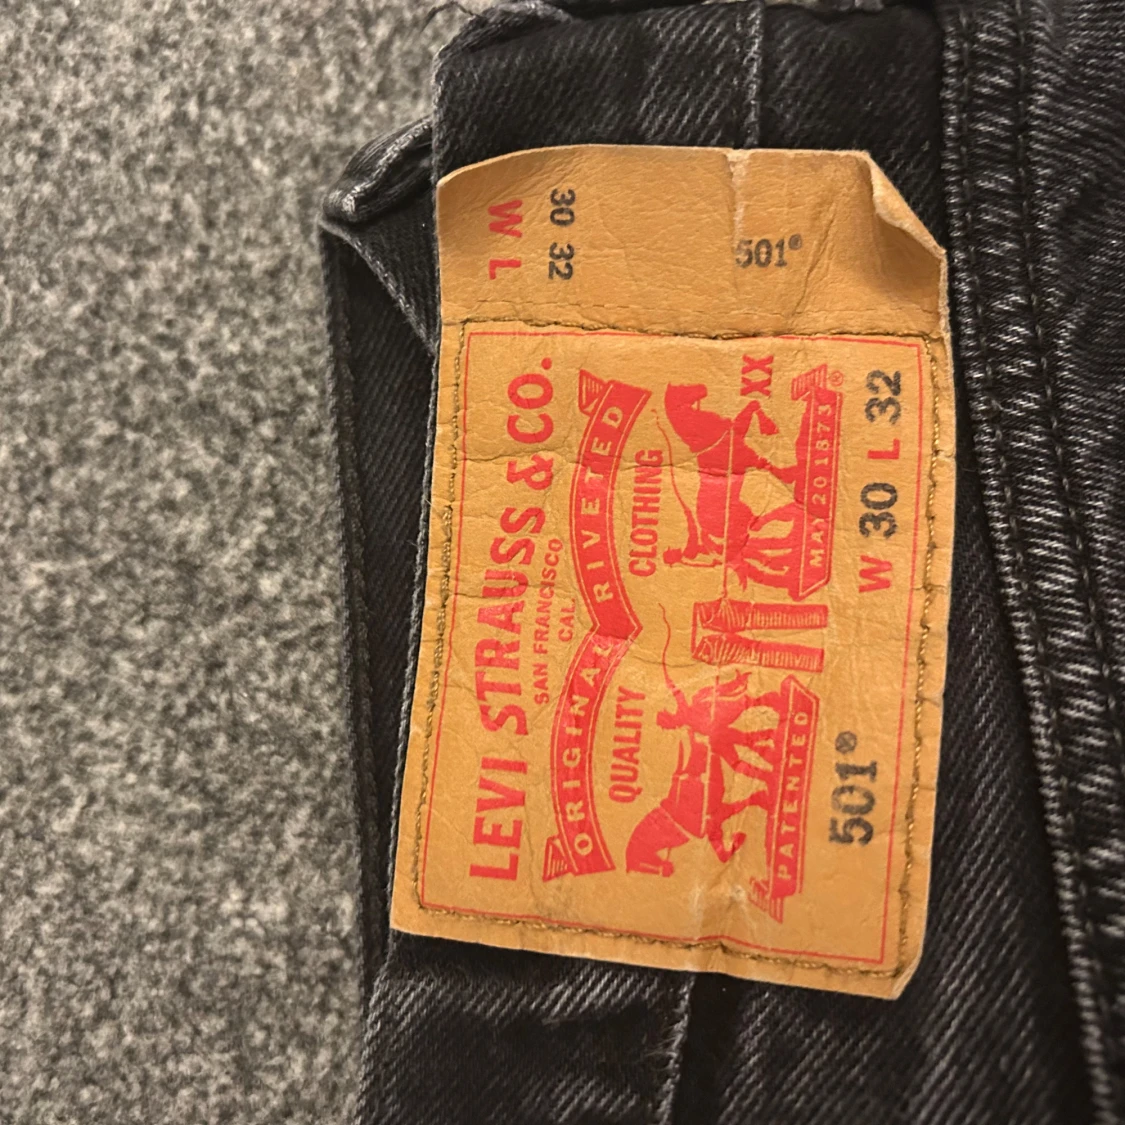 LEVI STRAUSS & CO.
SAN FRANCISCO
CAL.
ORIGINAL RIVETED
QUALITY CLOTHING
XX
PATENTED MAY 20 1873
®
501® W 30 L 32
W L
30 32
501®